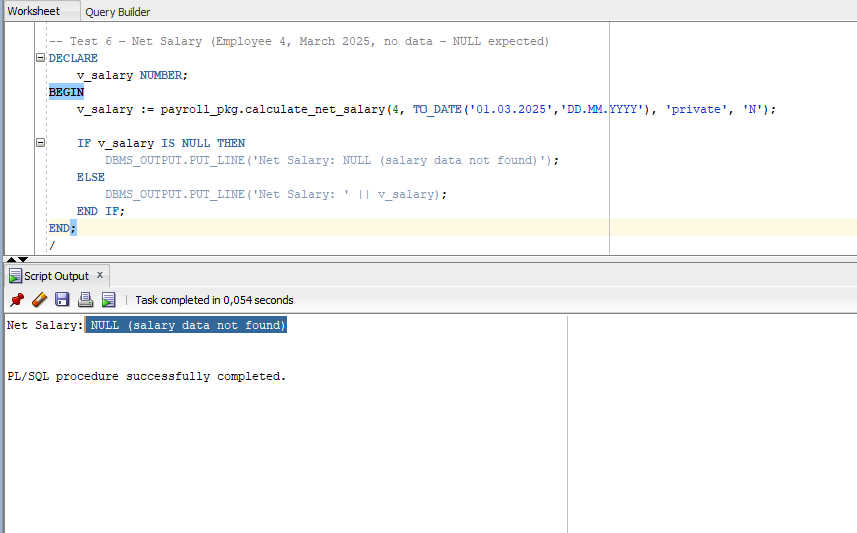 Worksheet Query Builder
-- Test 6 – Net Salary (Employee 4, March 2025, no data – NULL expected)
DECLARE
v_salary NUMBER;
BEGIN
v_salary := payroll_pkg.calculate_net_salary(4, TO_DATE('01.03.2025','DD.MM.YYYY'), 'private', 'N');
IF v_salary IS NULL THEN
DBMS_OUTPUT.PUT_LINE('Net Salary: NULL (salary data not found)');
ELSE
DBMS_OUTPUT.PUT_LINE('Net Salary: ' || v_salary);
END IF;
END;
/
Script Output x
Task completed in 0,054 seconds
Net Salary: NULL (salary data not found)
PL/SQL procedure successfully completed.